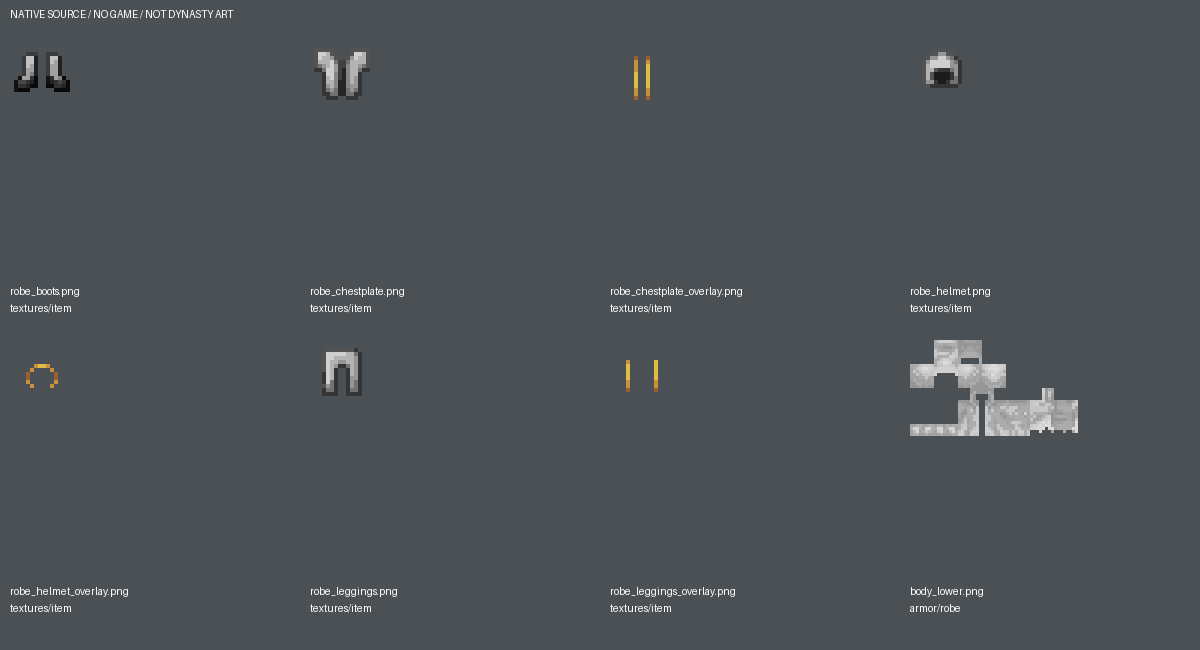 NATIVE SOURCE / NO GAME / NOT DYNASTY ART
robe_boots.png
textures/item
robe_chestplate.png
textures/item
robe_chestplate_overlay.png
textures/item
robe_helmet.png
textures/item
robe_helmet_overlay.png
textures/item
robe_leggings.png
textures/item
robe_leggings_overlay.png
textures/item
body_lower.png
armor/robe